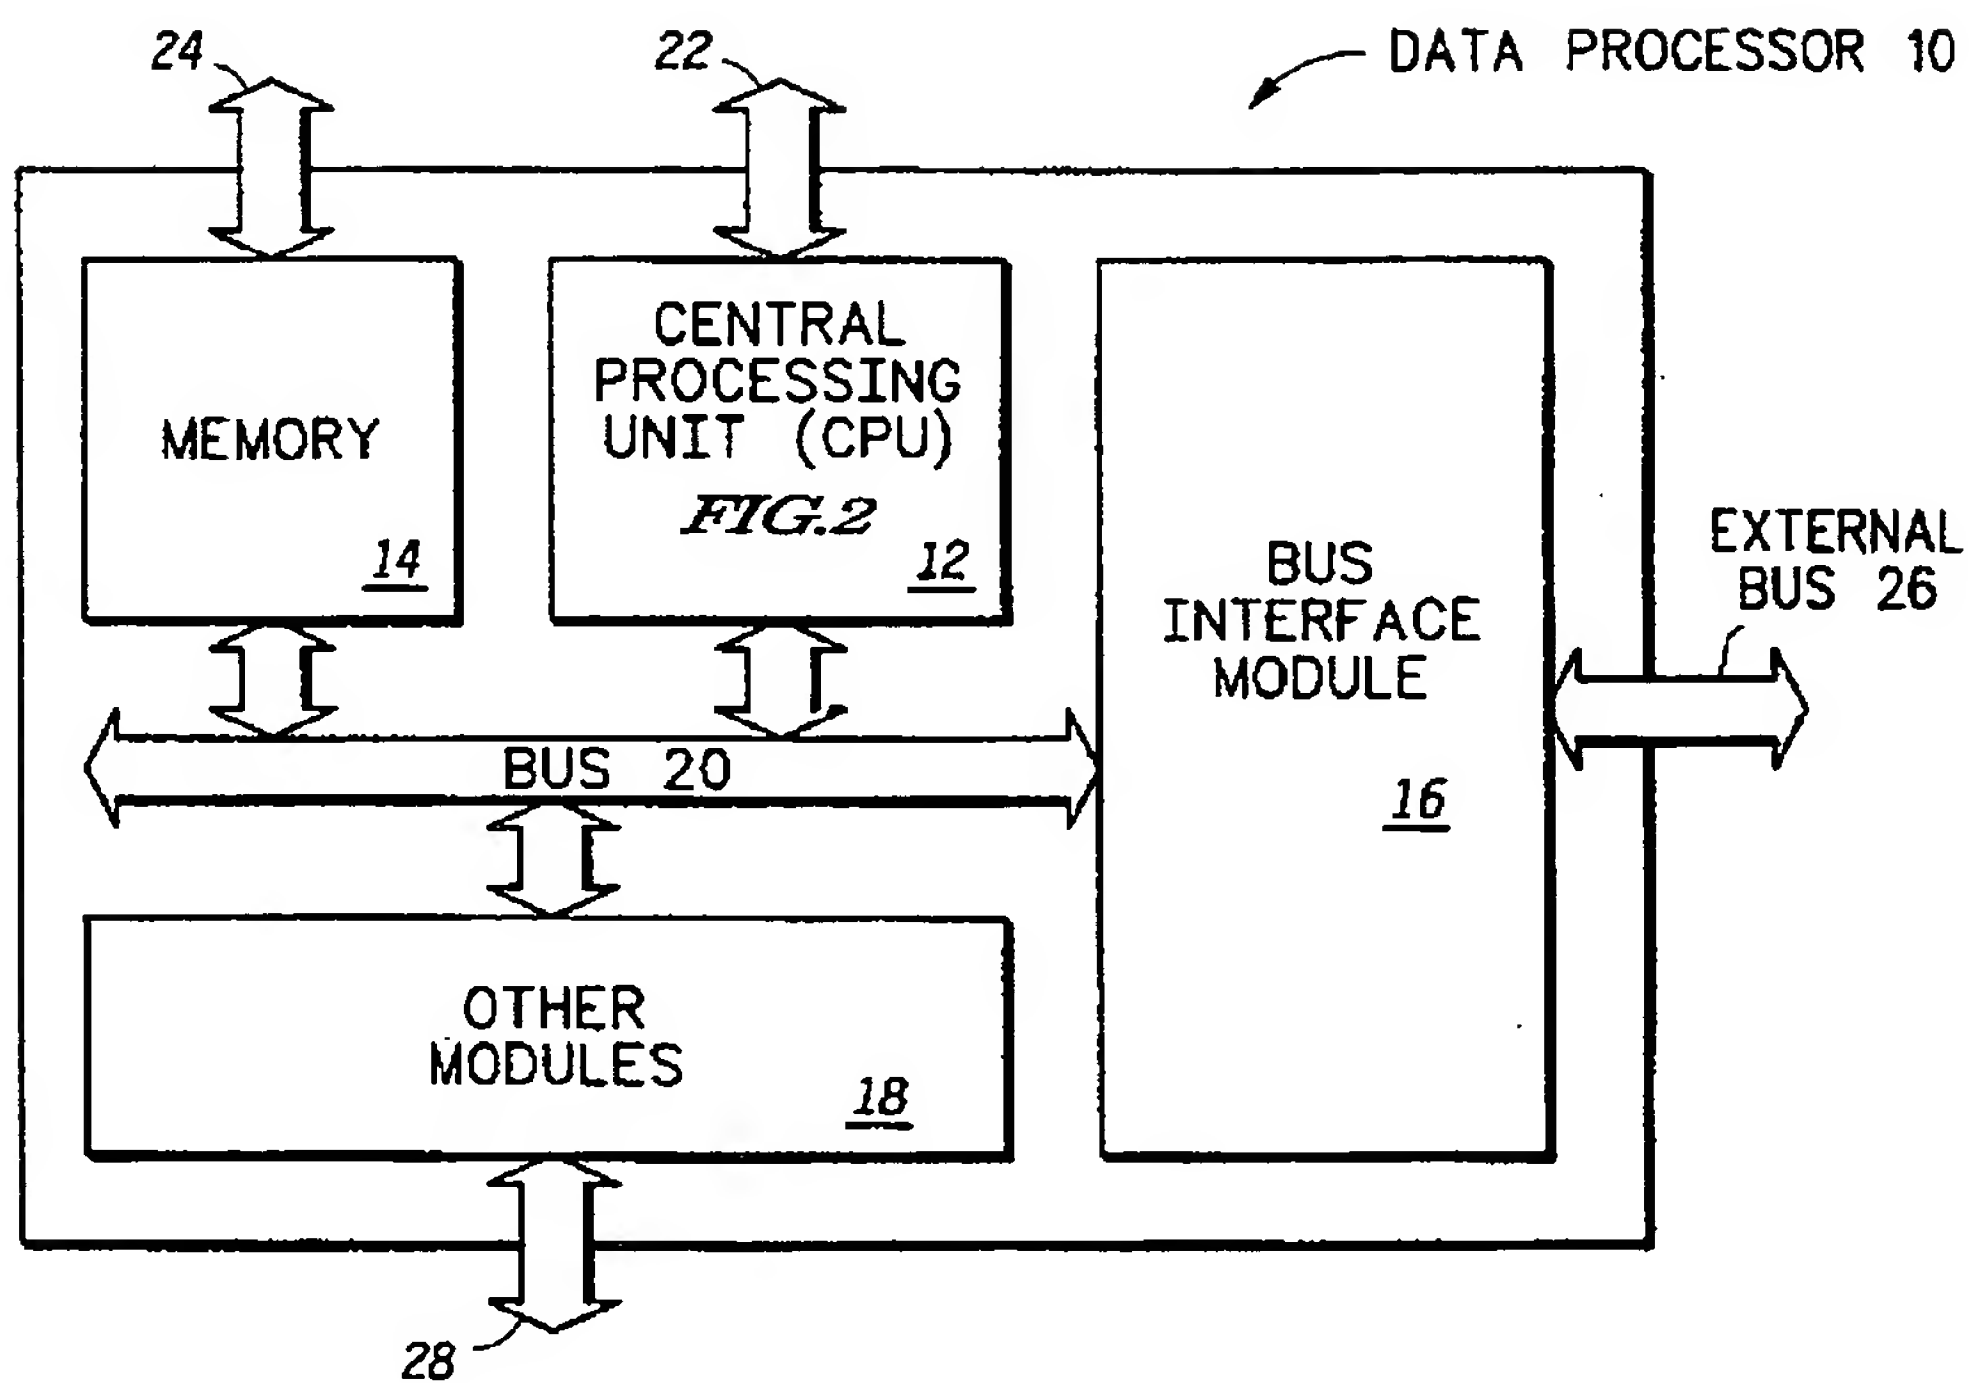 24
22
DATA PROCESSOR 10
MEMORY
14
CENTRAL
PROCESSING
UNIT (CPU)
FIG.2
12
BUS
INTERFACE
MODULE
16
EXTERNAL
BUS 26
BUS 20
OTHER
MODULES
18
28